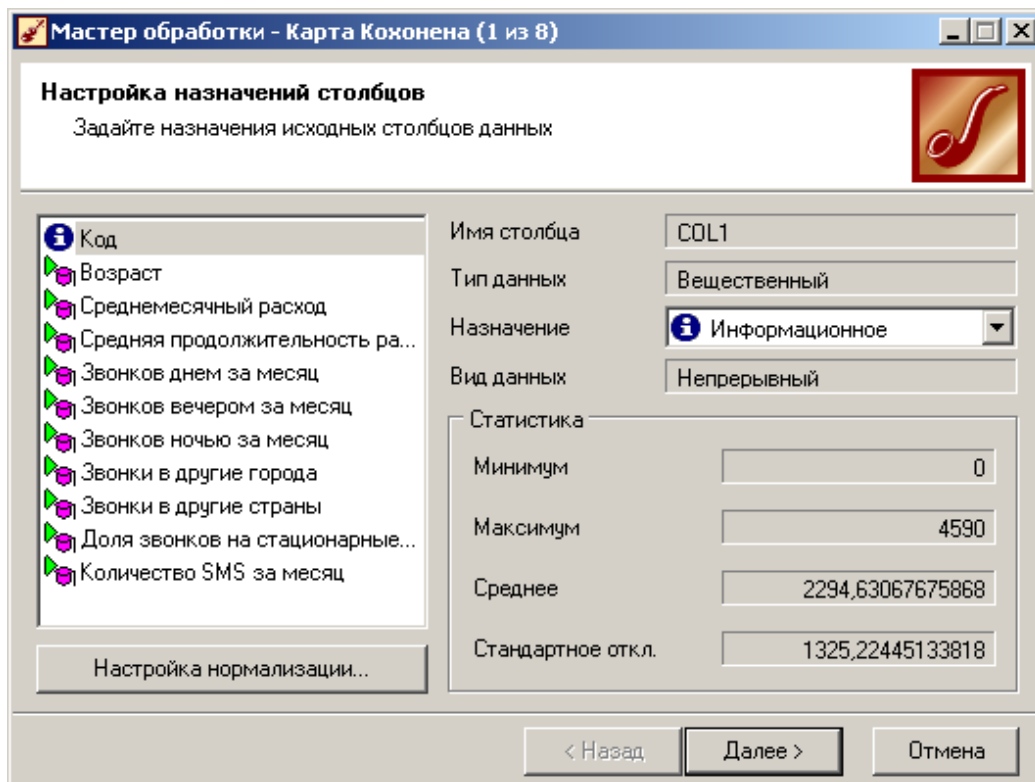 Мастер обработки - Карта Кохонена (1 из 8)
Настройка назначений столбцов
Задайте назначения исходных столбцов данных
Код
Возраст
Среднемесячный расход
Средняя продолжительность ра...
Звонков днем за месяц
Звонков вечером за месяц
Звонков ночью за месяц
Звонки в другие города
Звонки в другие страны
Доля звонков на стационарные...
Количество SMS за месяц
Настройка нормализации...
Имя столбца COL1
Тип данных Вещественный
Назначение Информационное
Вид данных Непрерывный
Статистика
Минимум 0
Максимум 4590
Среднее 2294,63067675868
Стандартное откл. 1325,22445133818
< Назад Далее > Отмена